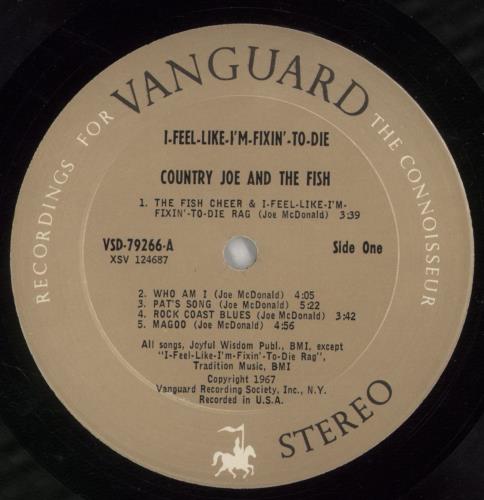 RECORDINGS FOR VANGUARD THE CONNOISSEUR
I-FEEL-LIKE-I'M-FIXIN'-TO-DIE
COUNTRY JOE AND THE FISH
1. THE FISH CHEER & I-FEEL-LIKE-I'M-
FIXIN'-TO-DIE RAG (Joe McDonald) 3:39
VSD-79266-A
Side One
XSV 124687
2. WHO AM I (Joe McDonald) 4:05
3. PAT'S SONG (Joe McDonald) 5:22
4. ROCK COAST BLUES (Joe McDonald) 3:42
5. MAGOO (Joe McDonald) 4:56
All songs, Joyful Wisdom Publ., BMI, except
"I-Feel-Like-I'm-Fixin'-To-Die Rag",
Tradition Music, BMI
Copyright 1967
Vanguard Recording Society, Inc., N.Y.
Recorded in U.S.A.
STEREO